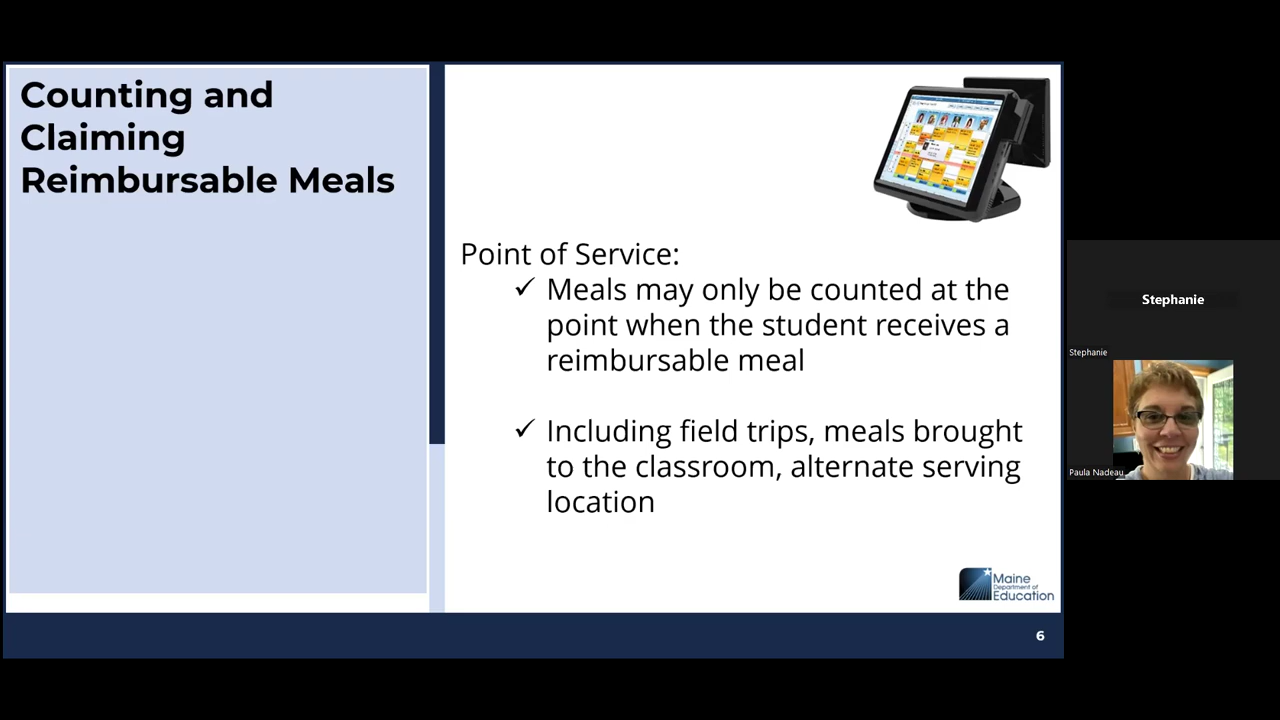 Counting and
Claiming
Reimbursable Meals
Point of Service:
✓ Meals may only be counted at the
point when the student receives a
reimbursable meal
✓ Including field trips, meals brought
to the classroom, alternate serving
location
Maine
Department of
Education
6
Stephanie
Stephanie
Paula Nadeau